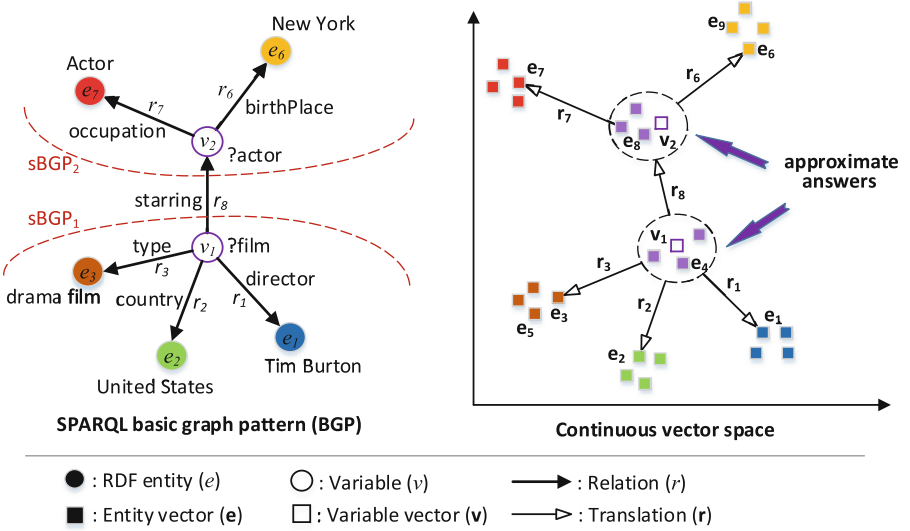 New York
Actor
e6
e7
r6
r7
birthPlace
occupation
v2
?actor
sBGP2
starring
r8
sBGP1
type
v1
?film
r3
director
e3
drama film
country
r2
r1
e2
e1
Tim Burton
United States
SPARQL basic graph pattern (BGP)
e9
e6
e7
r6
r7
e8
v2
approximate
answers
r8
v1
e4
r3
r1
r2
e3
e5
e1
e2
Continuous vector space
: RDF entity (e)
: Variable (v)
: Relation (r)
: Entity vector (e)
: Variable vector (v)
: Translation (r)